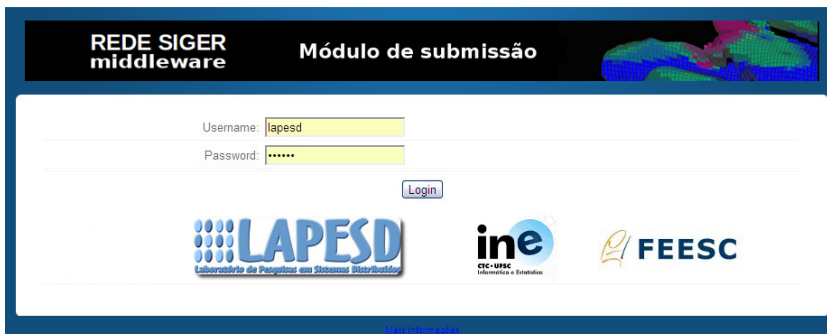 REDE SIGER
middleware
Módulo de submissão
Username: lapesd
Password: ••••••
Login
LAPESD
Laboratório de Pesquisas em Sistemas Distribuídos
ine
CTC - UFSC
Informática e Estatística
FEESC
Mais informações